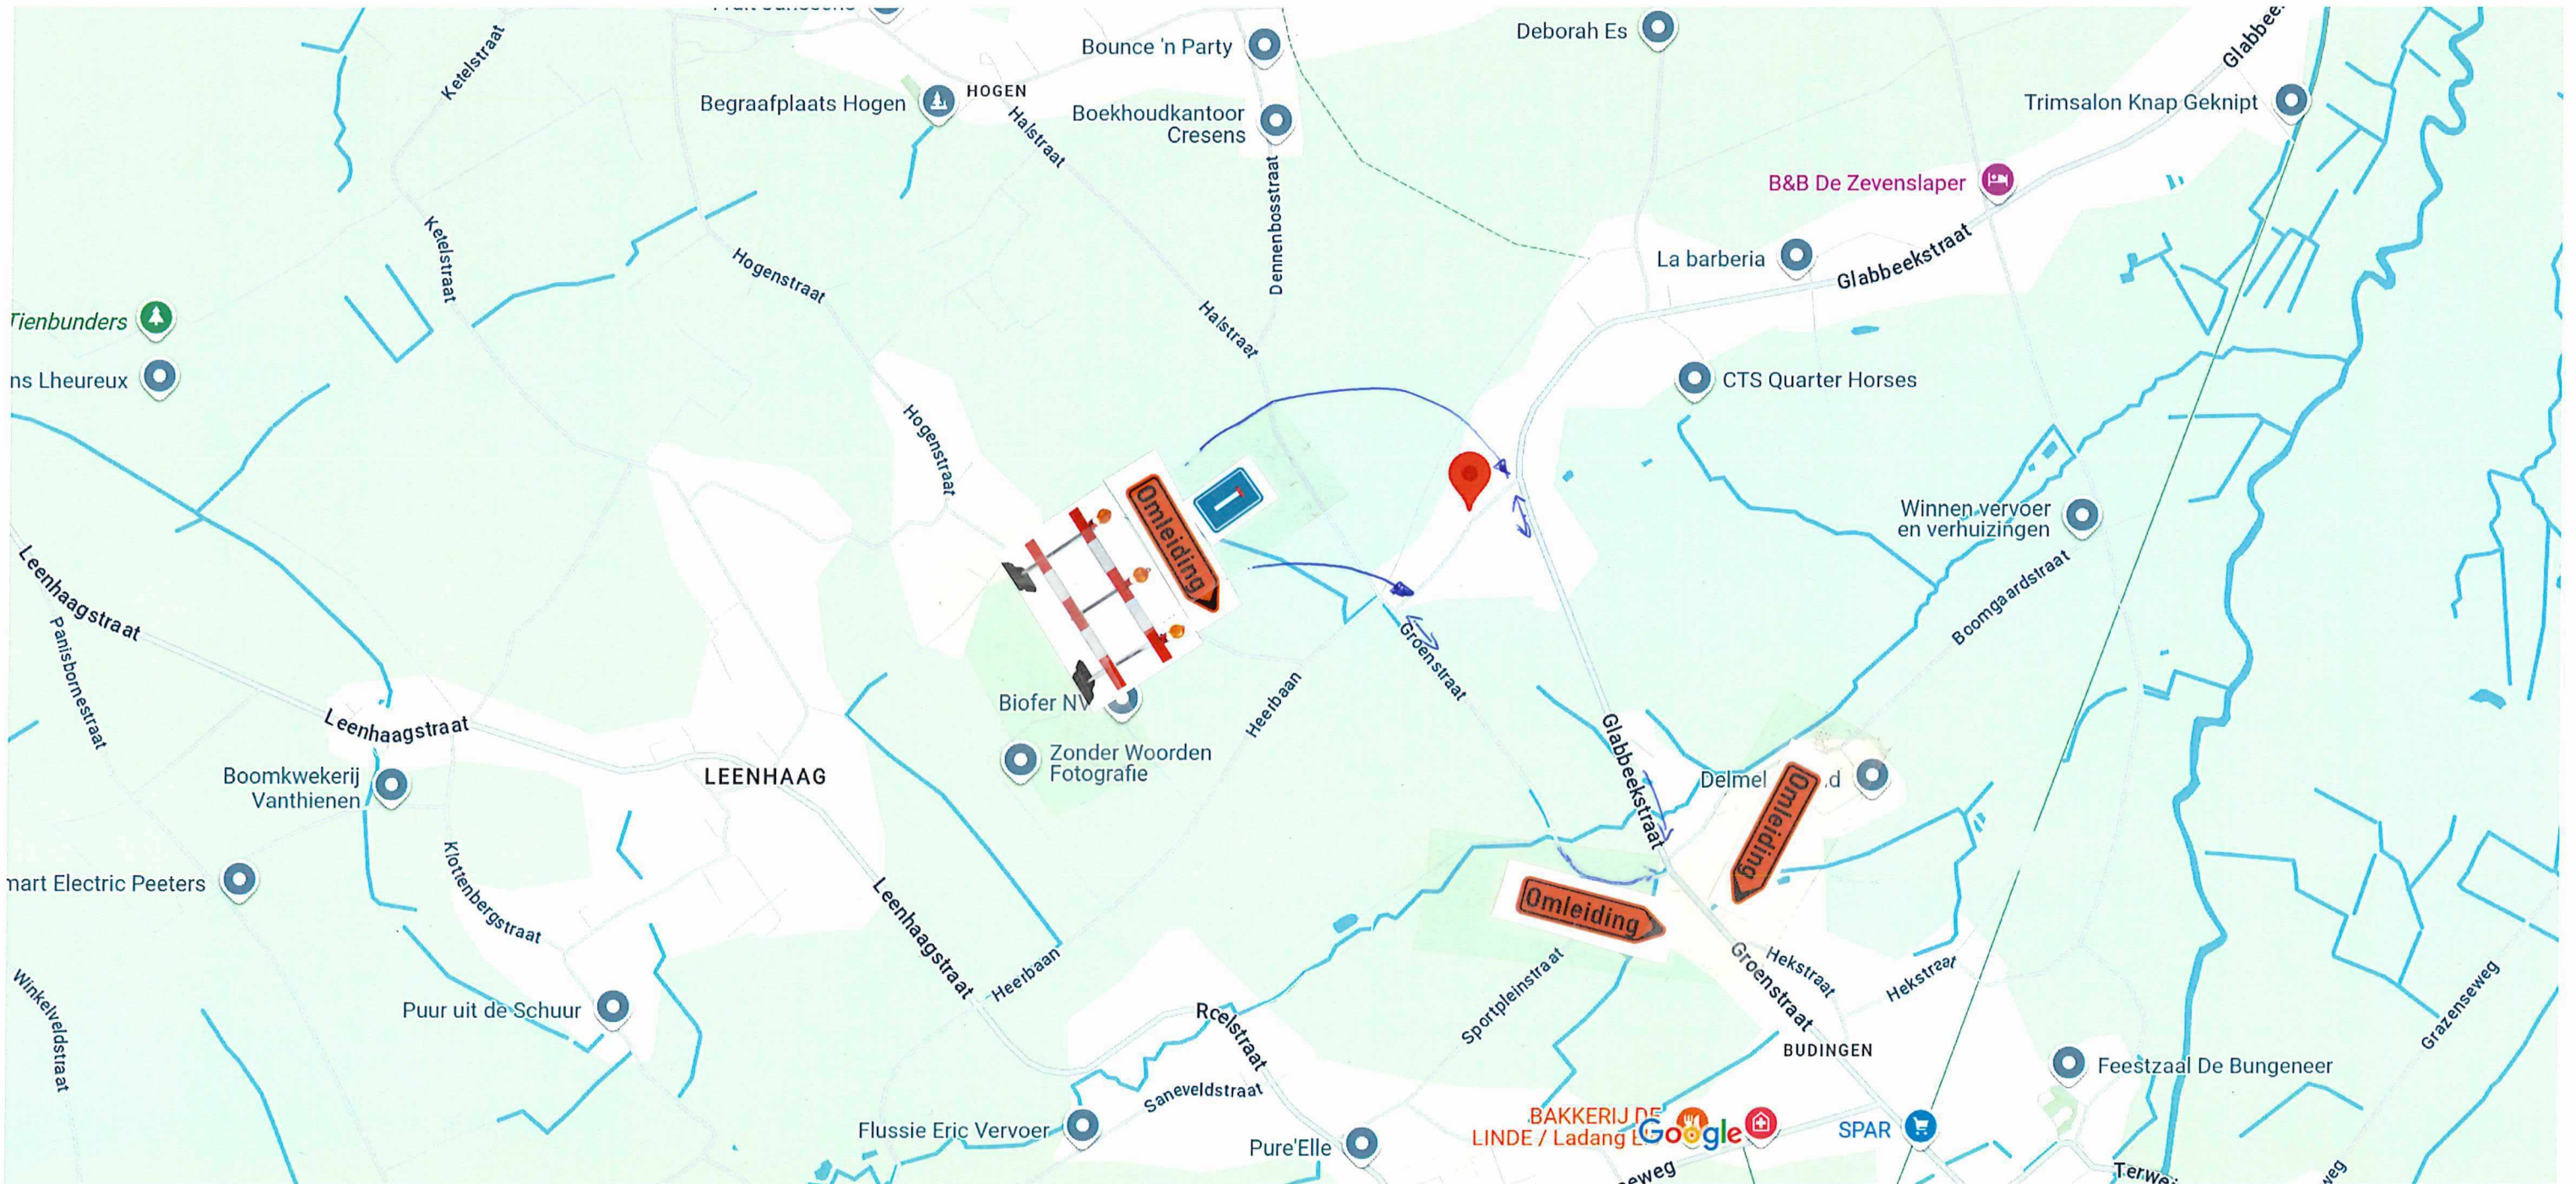 Ketelstraat
Bounce 'n Party
Deborah Es
Begraafplaats Hogen
HOGEN
Halstraat
Boekhoudkantoor
Cresens
Trimsalon Knap Geknipt
B&B De Zevenslaper
Dennenbosstraat
Ketelstraat
Hogenstraat
La barberia
Glabbeekstraat
Tienbunders
Halstraat
ns Lheureux
CTS Quarter Horses
Hogenstraat
Omleiding
Winnen vervoer
en verhuizingen
Leenhaagstraat
Boomgaardstraat
Panisbornestraat
Groenstraat
Biofer NV
Heerbaan
Leenhaagstraat
Zonder Woorden
Fotografie
LEENHAAG
Glabbeekstraat
Boomkwekerij
Vanthienen
Omleiding
mart Electric Peeters
Klottenbergstraat
Leenhaagstraat
Omleiding
Heerbaan
Sportpleinstraat
Groenstraat
Hekstraat
Hekstraat
Winkelveldstraat
Puur uit de Schuur
Roelstraat
Grazenseweg
BUDINGEN
Feestzaal De Bungeneer
Saneveldstraat
Flussie Eric Vervoer
Pure'Elle
BAKKERIJ DE
LINDE / Ladang
Google
SPAR